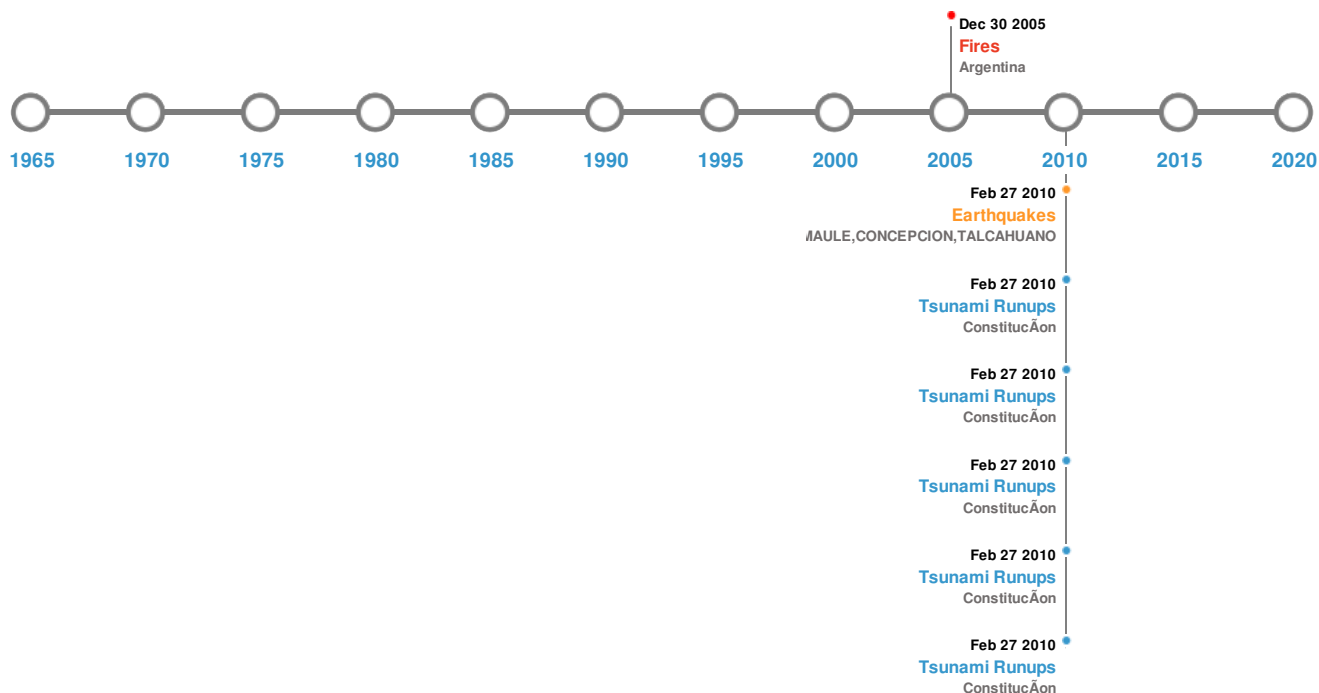 Dec 30 2005
Fires
Argentina
1965 1970 1975 1980 1985 1990 1995 2000 2005 2010 2015 2020
Feb 27 2010
Earthquakes
MAULE,CONCEPCION,TALCAHUANO
Feb 27 2010
Tsunami Runups
ConstitucÃon
Feb 27 2010
Tsunami Runups
ConstitucÃon
Feb 27 2010
Tsunami Runups
ConstitucÃon
Feb 27 2010
Tsunami Runups
ConstitucÃon
Feb 27 2010
Tsunami Runups
ConstitucÃon